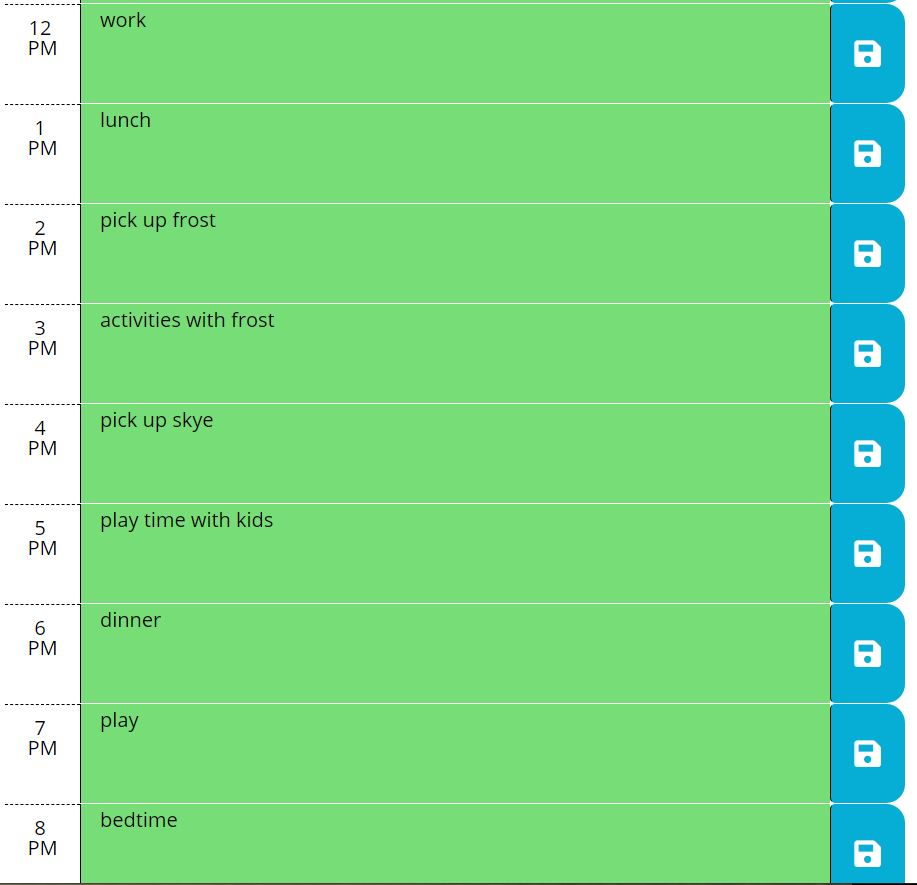 12
PM
work
1
PM
lunch
2
PM
pick up frost
3
PM
activities with frost
4
PM
pick up skye
5
PM
play time with kids
6
PM
dinner
7
PM
play
8
PM
bedtime